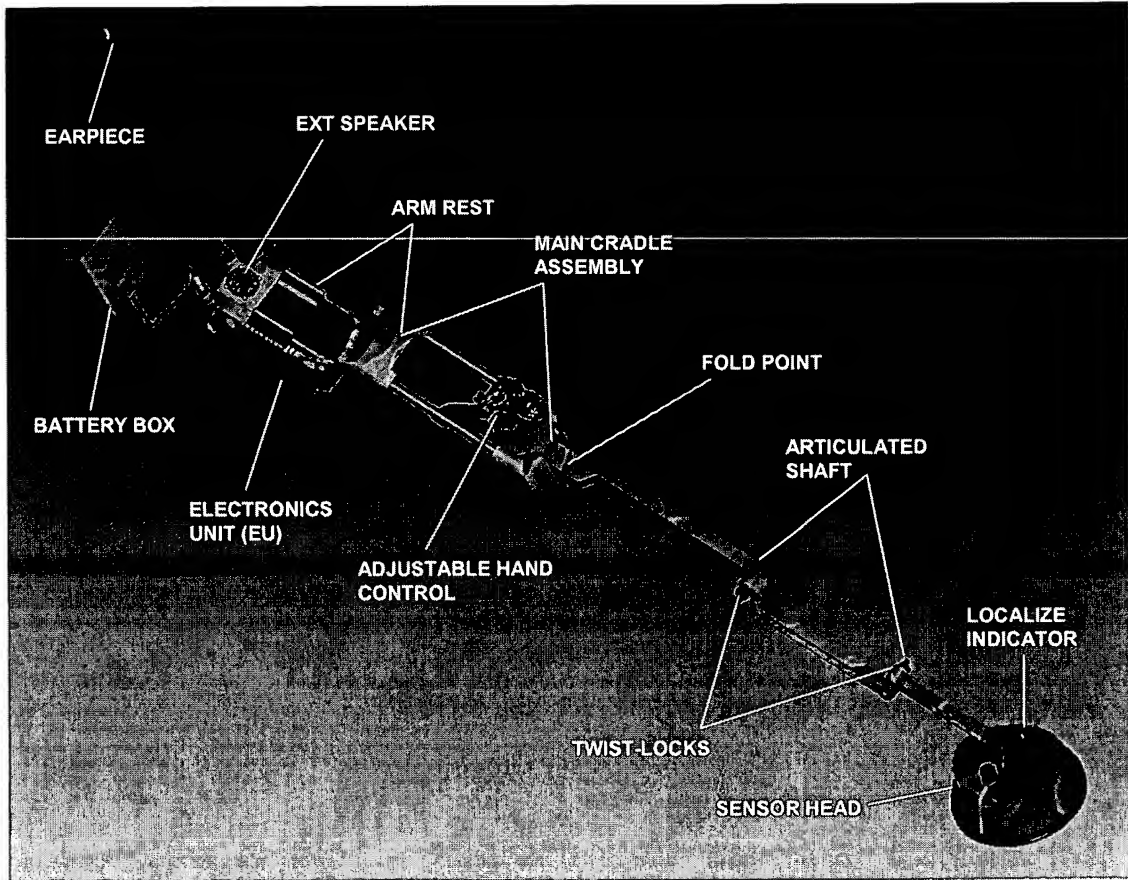 EARPIECE
EXT SPEAKER
ARM REST
MAIN CRADLE
ASSEMBLY
FOLD POINT
BATTERY BOX
ARTICULATED
SHAFT
ELECTRONICS
UNIT (EU)
ADJUSTABLE HAND
CONTROL
LOCALIZE
INDICATOR
TWIST-LOCKS
SENSOR HEAD